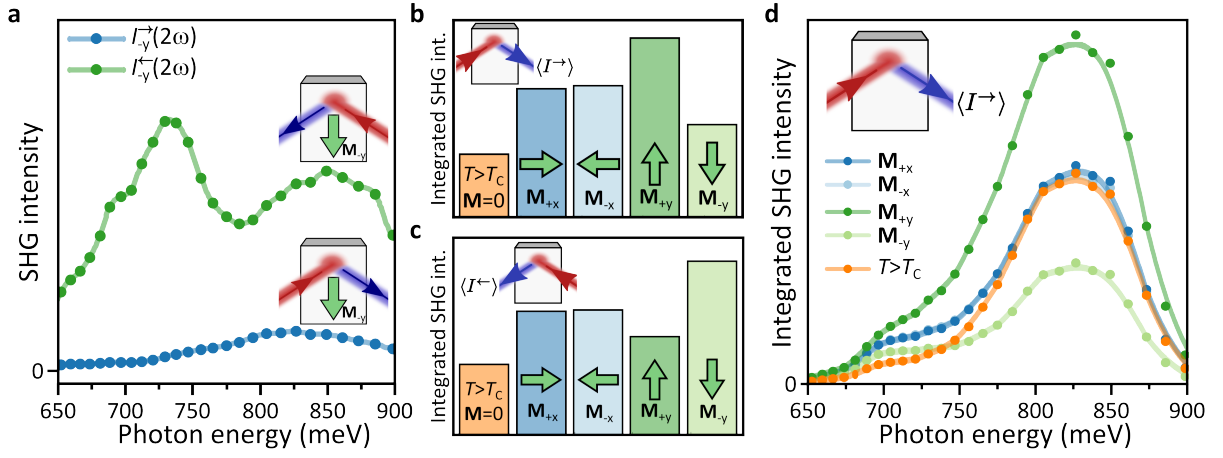 a
I→-y(2ω)
I←-y(2ω)
M-y
M-y
SHG intensity
0
650 700 750 800 850 900
Photon energy (meV)
b
Integrated SHG int.
⟨I→⟩
T>TC
M=0
M+x
M-x
M+y
M-y
c
Integrated SHG int.
⟨I←⟩
T>TC
M=0
M+x
M-x
M+y
M-y
d
Integrated SHG intensity
⟨I→⟩
M+x
M-x
M+y
M-y
T>TC
0
650 700 750 800 850 900
Photon energy (meV)